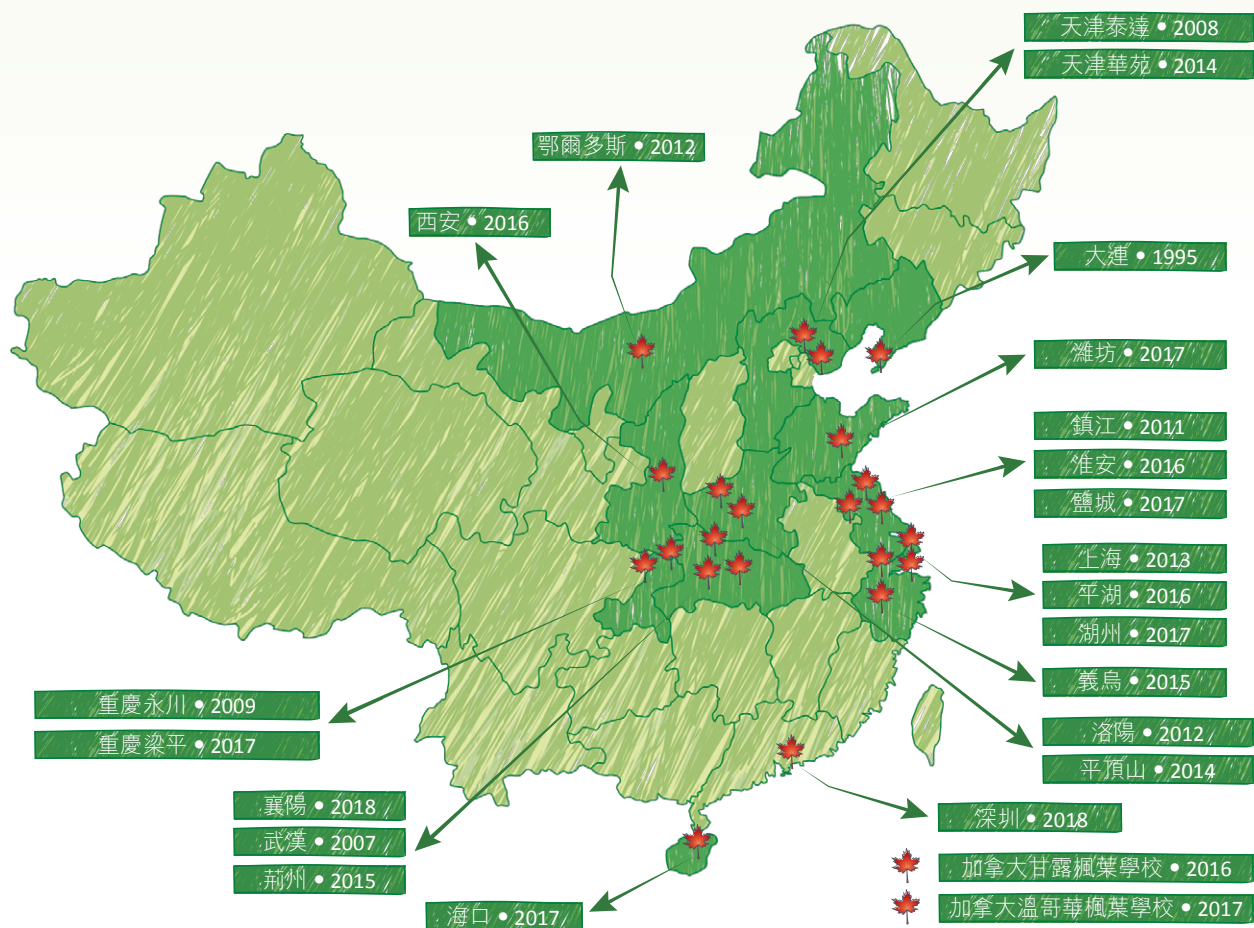 天津泰達 • 2008
天津華苑 • 2014
鄂爾多斯 • 2012
西安 • 2016
大連 • 1995
濰坊 • 2017
鎮江 • 2011
淮安 • 2016
鹽城 • 2017
上海 • 2013
平湖 • 2016
湖州 • 2017
義烏 • 2015
重慶永川 • 2009
重慶梁平 • 2017
洛陽 • 2012
平頂山 • 2014
襄陽 • 2018
武漢 • 2007
荊州 • 2015
深圳 • 2018
海口 • 2017
加拿大甘露楓葉學校 • 2016
加拿大溫哥華楓葉學校 • 2017